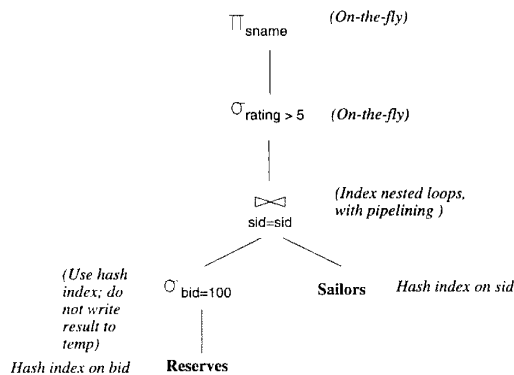 π sname (On-the-fly)
σ rating > 5 (On-the-fly)
⋈ (Index nested loops,
sid=sid with pipelining )
(Use hash
index; do
not write
result to
temp)
σ bid=100
Sailors Hash index on sid
Hash index on bid Reserves